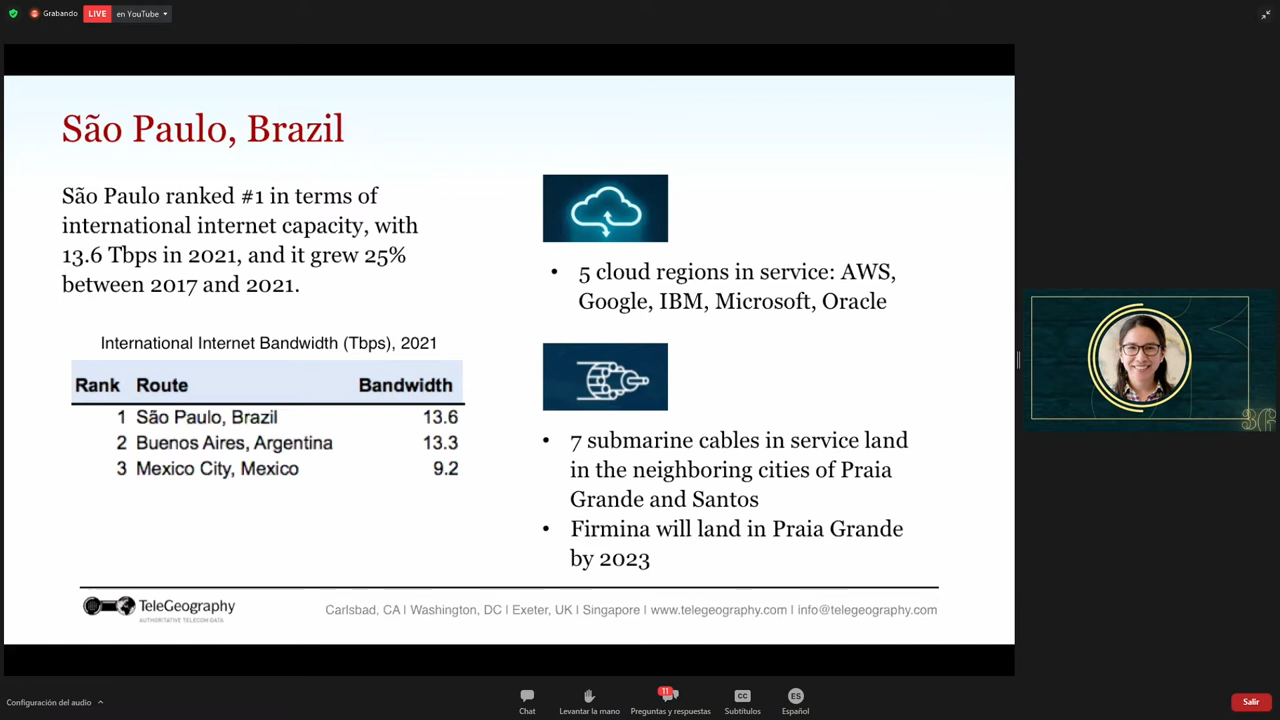 Grabando
LIVE
en YouTube
São Paulo, Brazil
São Paulo ranked #1 in terms of
international internet capacity, with
13.6 Tbps in 2021, and it grew 25%
between 2017 and 2021.
International Internet Bandwidth (Tbps), 2021
Rank Route Bandwidth
1 São Paulo, Brazil 13.6
2 Buenos Aires, Argentina 13.3
3 Mexico City, Mexico 9.2
• 5 cloud regions in service: AWS,
Google, IBM, Microsoft, Oracle
• 7 submarine cables in service land
in the neighboring cities of Praia
Grande and Santos
• Firmina will land in Praia Grande
by 2023
TeleGeography
AUTHORITATIVE TELECOM DATA
Carlsbad, CA | Washington, DC | Exeter, UK | Singapore | www.telegeography.com | info@telegeography.com
36
Configuración del audio
Chat
Levantar la mano
11
Preguntas y respuestas
CC
Subtítulos
ES
Español
Salir